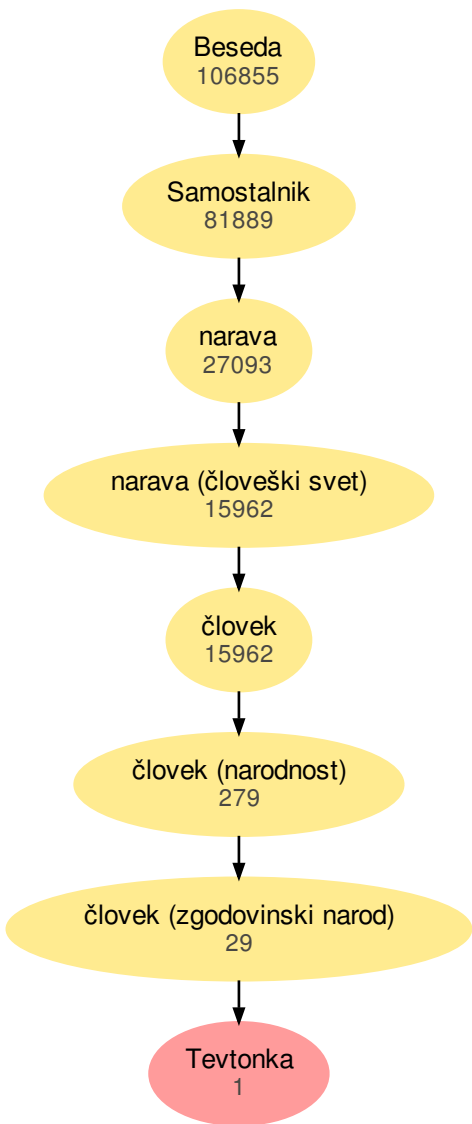 Beseda
106855
Samostalnik
81889
narava
27093
narava (človeški svet)
15962
človek
15962
človek (narodnost)
279
človek (zgodovinski narod)
29
Tevtonka
1